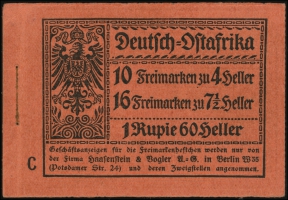 Deutsch=Ostafrika
10 Freimarken zu 4 Heller
16 Freimarken zu 7½ Heller
1 Rupie 60 Heller
C
Geschäftsanzeigen für die Freimarkenheftchen werden nur von
der Firma Haasenstein & Vogler A.-G. in Berlin W 35
(Potsdamer Str. 24) und deren Zweigstellen angenommen.